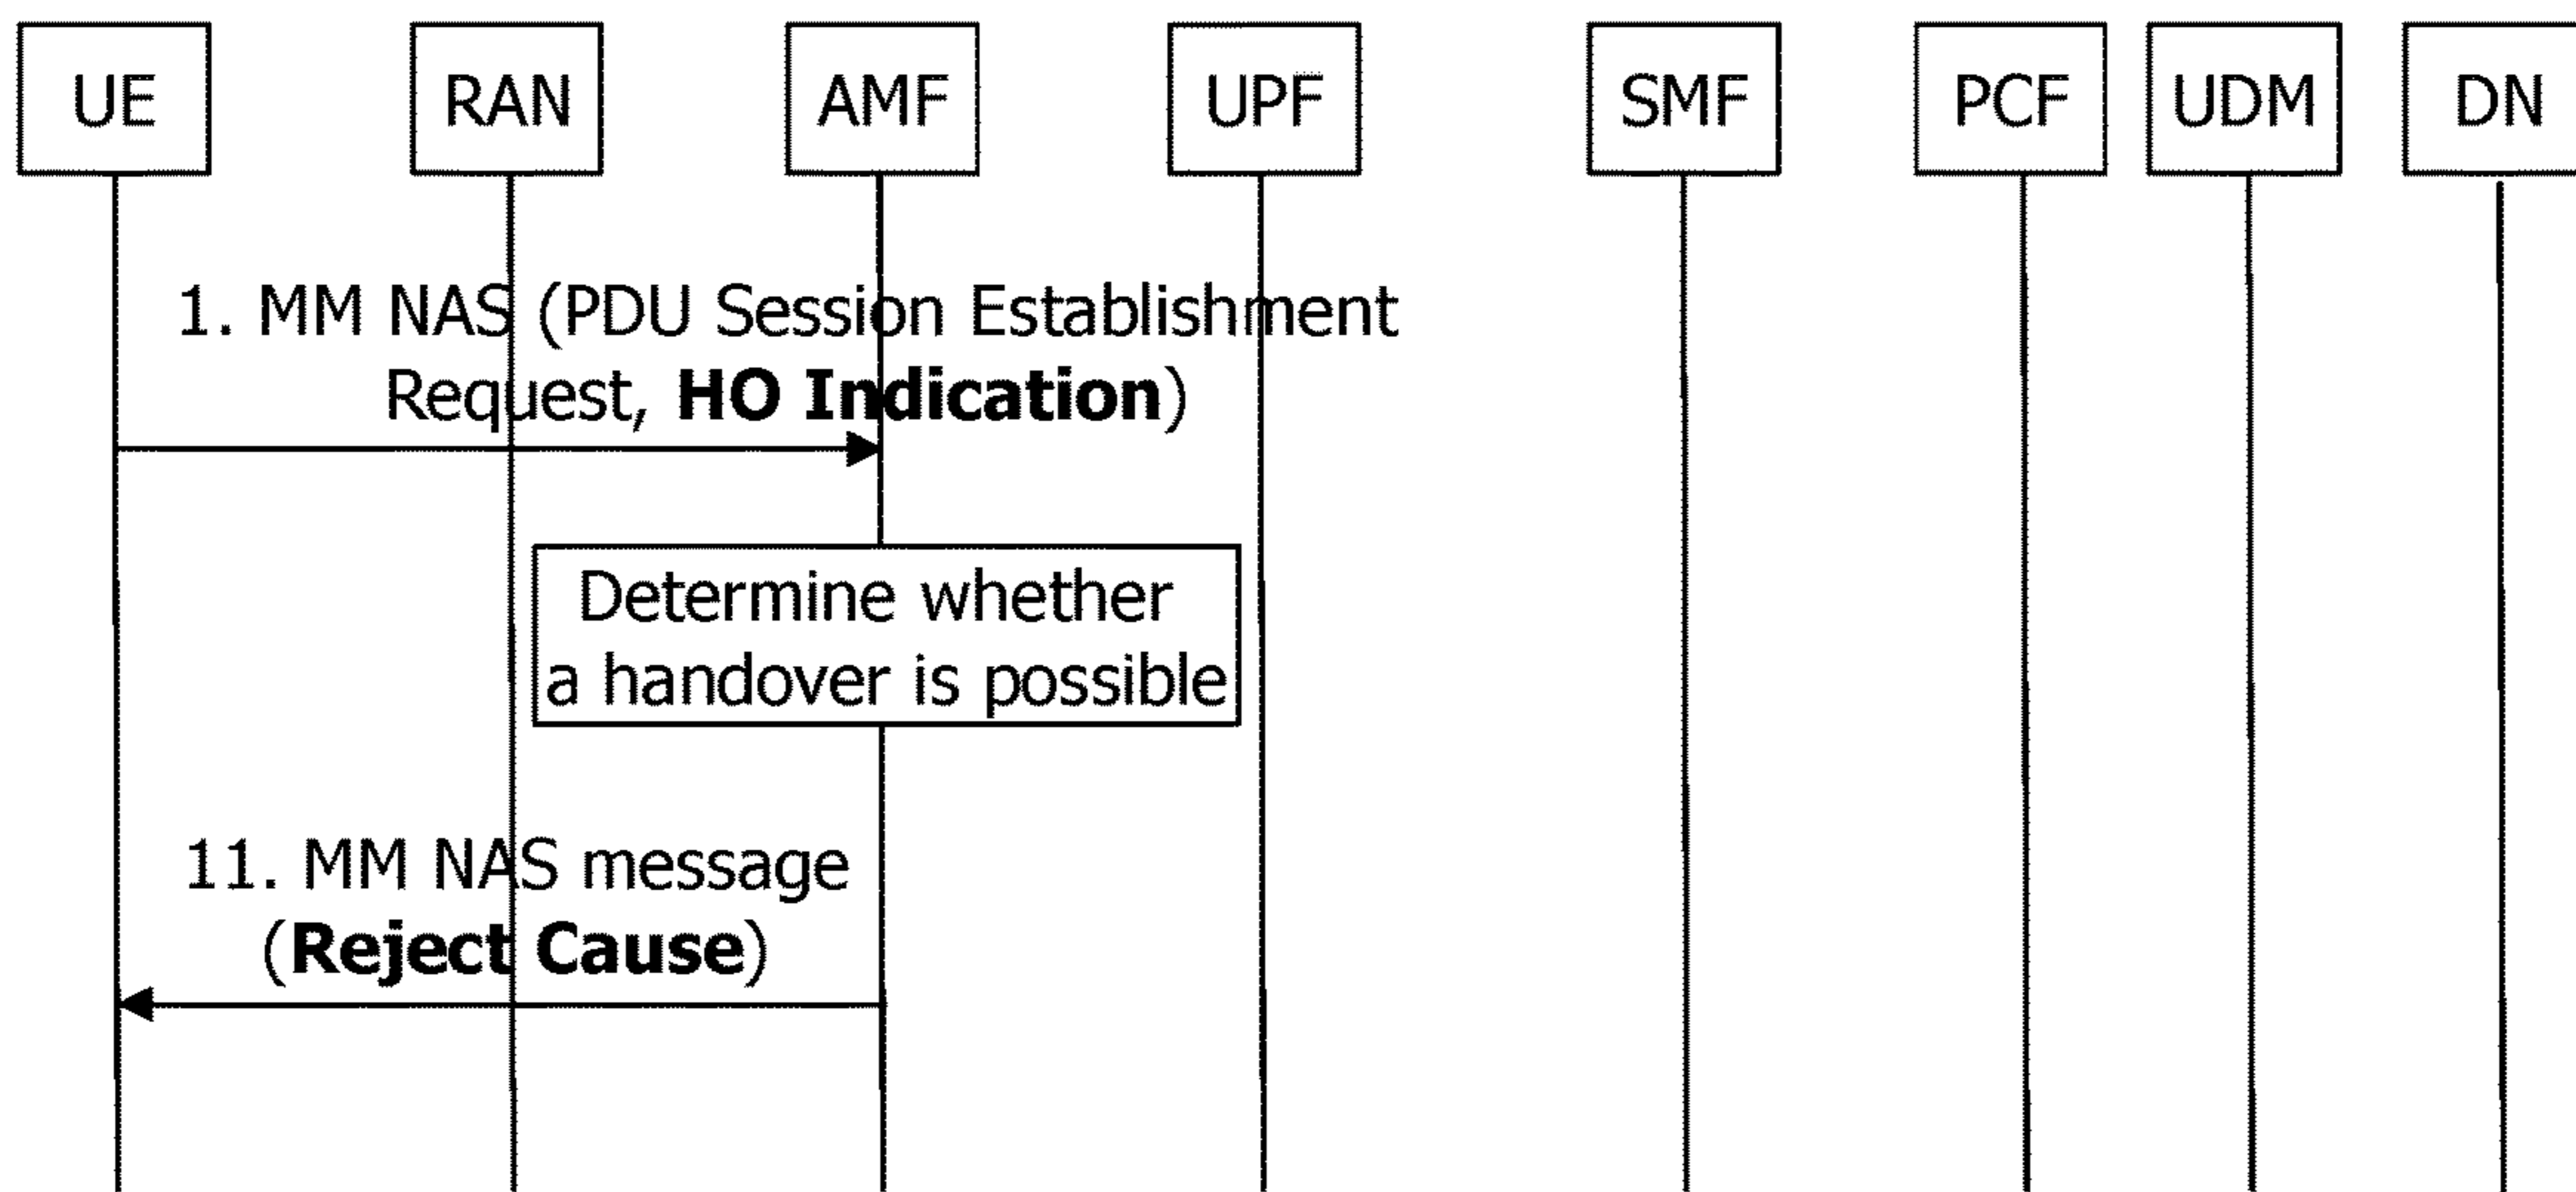 UE RAN AMF UPF SMF PCF UDM DN
1. MM NAS (PDU Session Establishment
Request, HO Indication)
Determine whether
a handover is possible
11. MM NAS message
(Reject Cause)